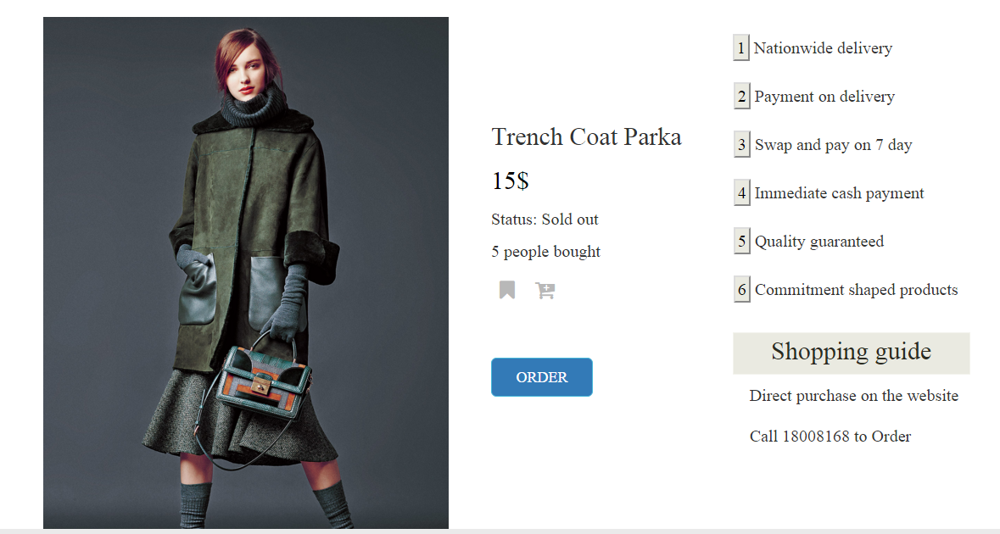 Trench Coat Parka
15$
Status: Sold out
5 people bought
ORDER
1 Nationwide delivery
2 Payment on delivery
3 Swap and pay on 7 day
4 Immediate cash payment
5 Quality guaranteed
6 Commitment shaped products
Shopping guide
Direct purchase on the website
Call 18008168 to Order